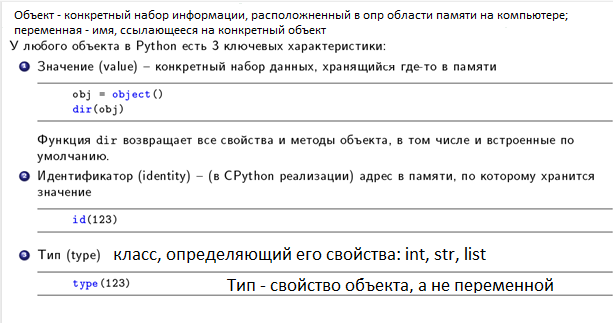 Объект - конкретный набор информации, расположненный в опр области памяти на компьютере;
переменная - имя, ссылающееся на конкретный объект
У любого объекта в Python есть 3 ключевых характеристики:
1 Значение (value) – конкретный набор данных, хранящийся где-то в памяти
obj = object()
dir(obj)
Функция dir возвращает все свойства и методы объекта, в том числе и встроенные по
умолчанию.
2 Идентификатор (identity) – (в CPython реализации) адрес в памяти, по которому хранится
значение
id(123)
3 Тип (type) класс, определяющий его свойства: int, str, list
type(123) Тип - свойство объекта, а не переменной